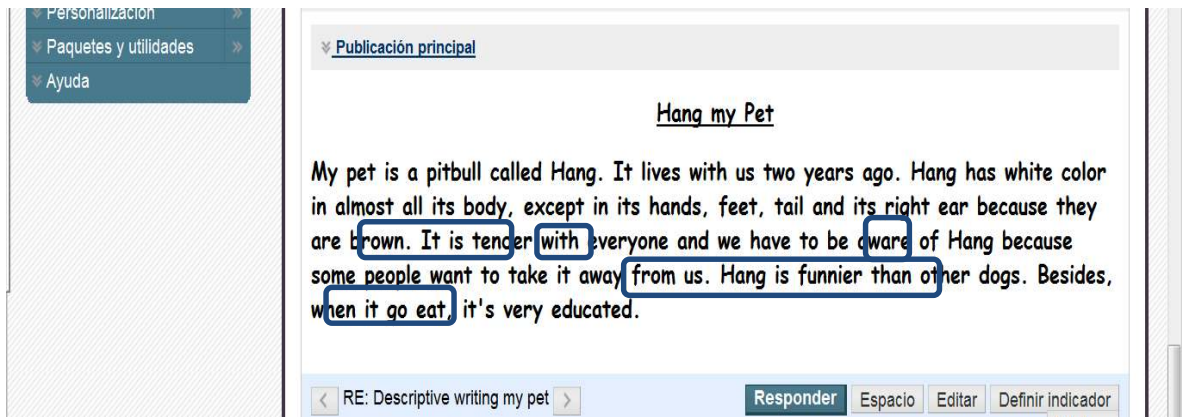 Personalización
Paquetes y utilidades
Ayuda
Publicación principal
Hang my Pet
My pet is a pitbull called Hang. It lives with us two years ago. Hang has white color
in almost all its body, except in its hands, feet, tail and its right ear because they
are brown. It is tender with everyone and we have to be aware of Hang because
some people want to take it away from us. Hang is funnier than other dogs. Besides,
when it go eat, it's very educated.
RE: Descriptive writing my pet
Responder Espacio Editar Definir indicador